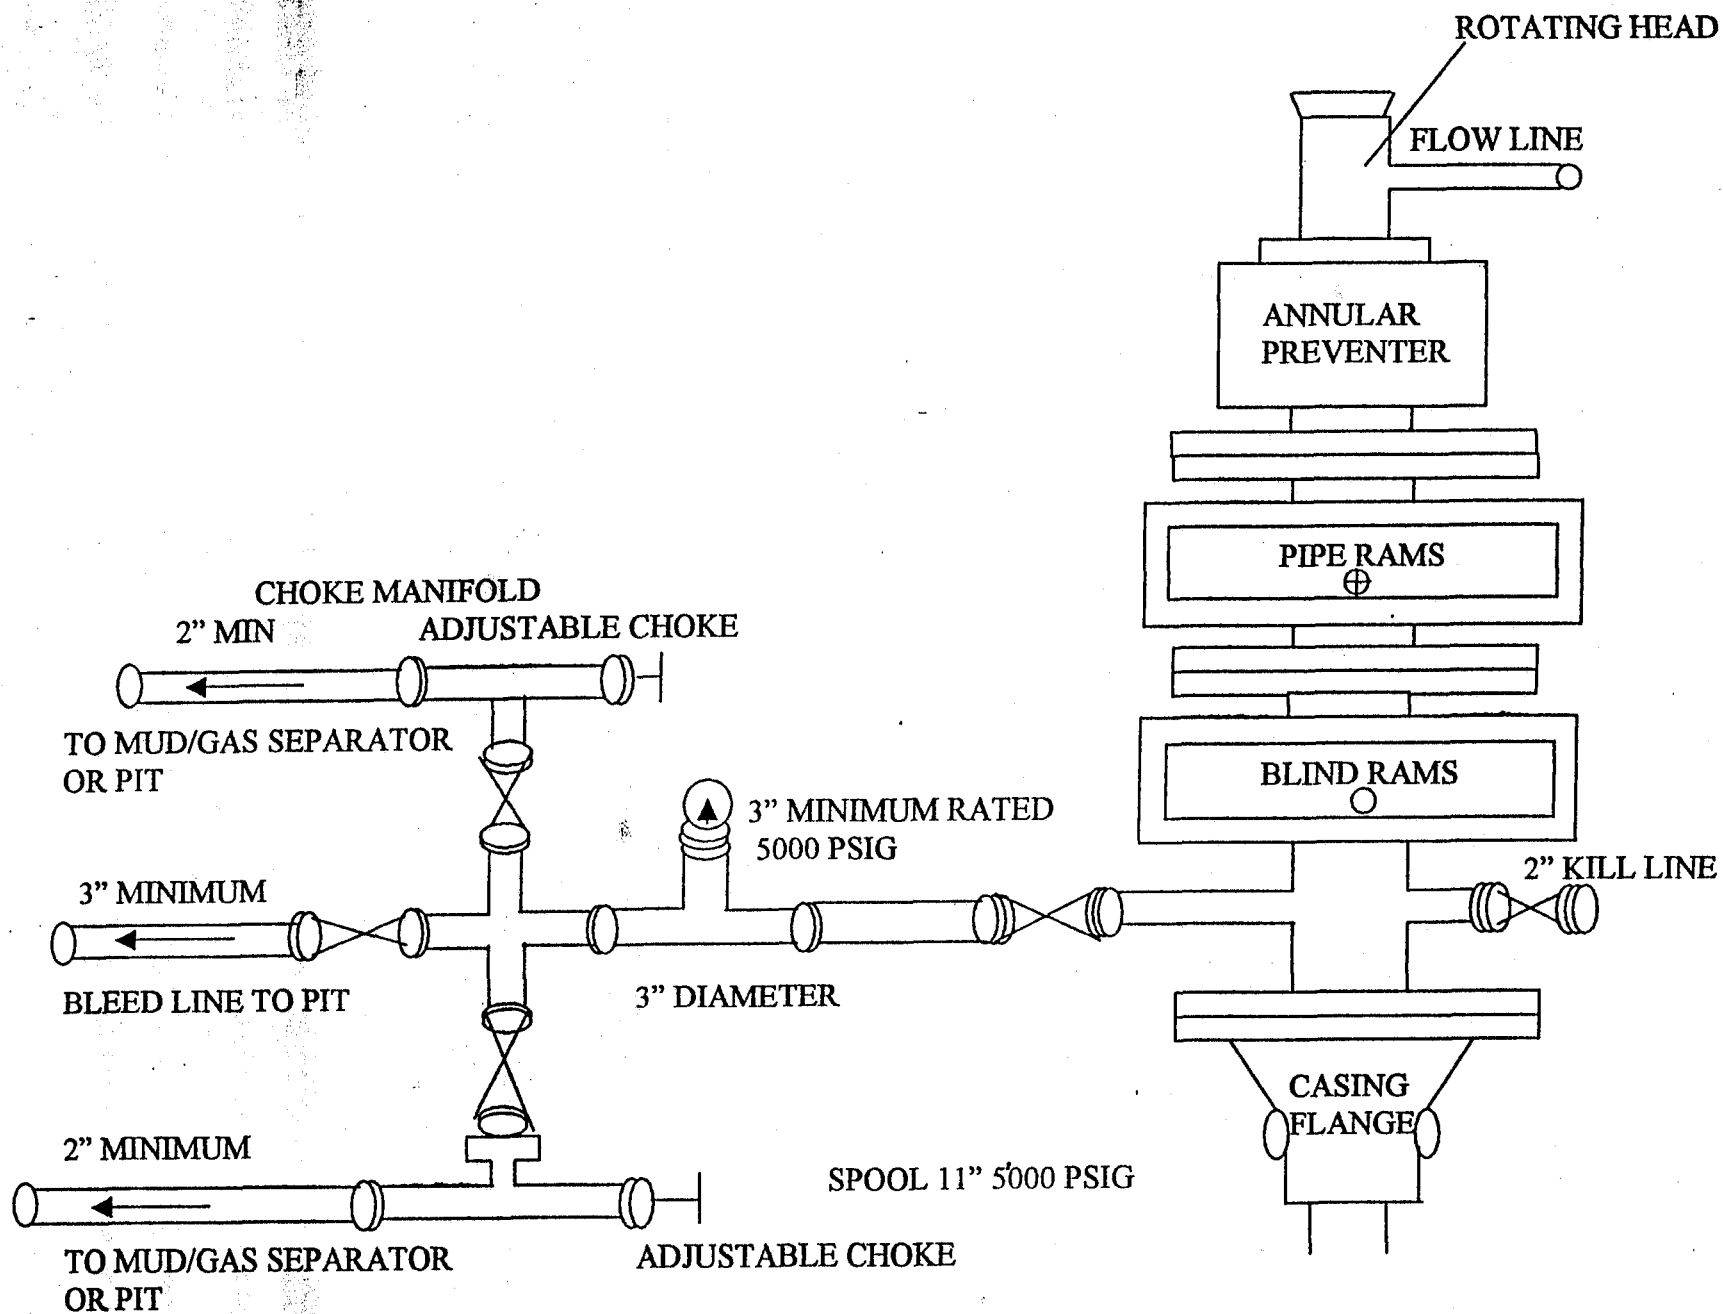 ROTATING HEAD
FLOW LINE
ANNULAR
PREVENTER
PIPE RAMS
CHOKE MANIFOLD
2” MIN
ADJUSTABLE CHOKE
TO MUD/GAS SEPARATOR
OR PIT
BLIND RAMS
3” MINIMUM RATED
5000 PSIG
2” KILL LINE
3” MINIMUM
BLEED LINE TO PIT
3” DIAMETER
CASING
FLANGE
2” MINIMUM
SPOOL 11” 5000 PSIG
TO MUD/GAS SEPARATOR
OR PIT
ADJUSTABLE CHOKE